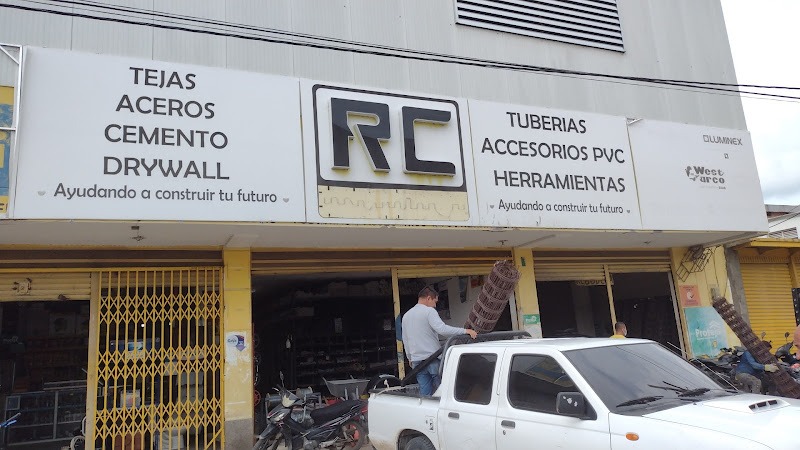 TEJAS
ACEROS
CEMENTO
DRYWALL
Ayudando a construir tu futuro
RC
TUBERIAS
ACCESORIOS PVC
HERRAMIENTAS
Ayudando a construir tu futuro
LUMINEX
West
arco